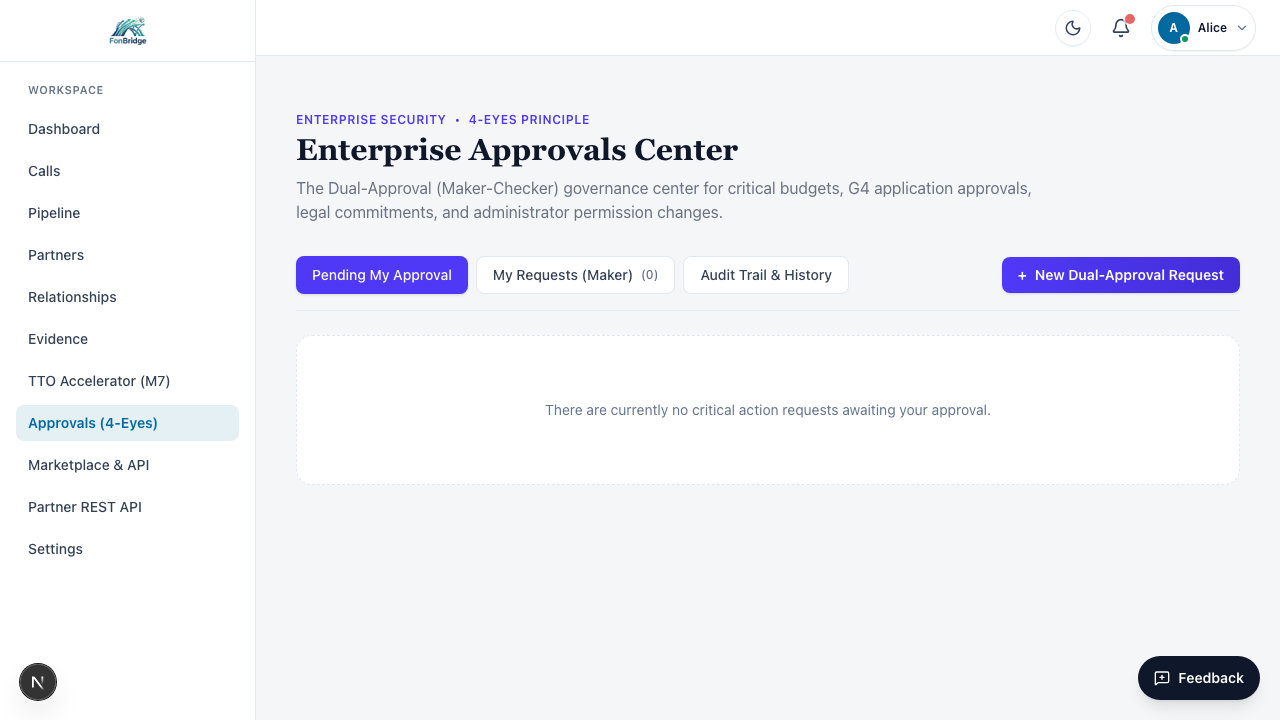 FonBridge
A
Alice
WORKSPACE
Dashboard
Calls
Pipeline
Partners
Relationships
Evidence
TTO Accelerator (M7)
Approvals (4-Eyes)
Marketplace & API
Partner REST API
Settings
N
ENTERPRISE SECURITY • 4-EYES PRINCIPLE
Enterprise Approvals Center
The Dual-Approval (Maker-Checker) governance center for critical budgets, G4 application approvals,
legal commitments, and administrator permission changes.
Pending My Approval
My Requests (Maker) (0)
Audit Trail & History
+ New Dual-Approval Request
There are currently no critical action requests awaiting your approval.
Feedback